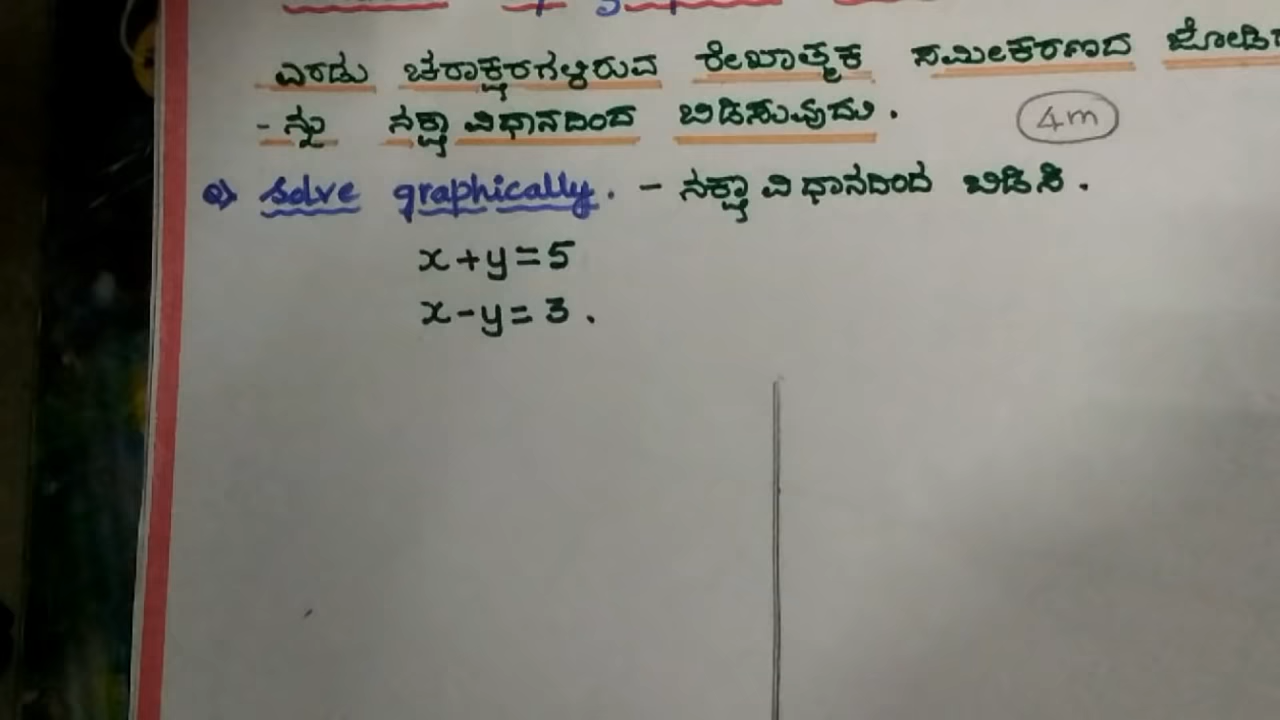 ಎರಡು ಚರಾಕ್ಷರಗಳಿರುವ ರೇಖಾತ್ಮಕ ಸಮೀಕರಣದ
- ನ್ನು ನಕ್ಷಾ ವಿಧಾನದಿಂದ ಬಿಡಿಸುವುದು. 4m
solve graphically. - ನಕ್ಷಾ ವಿಧಾನದಿಂದ ಬಿಡಿಸಿ.
x+y=5
x-y=3.